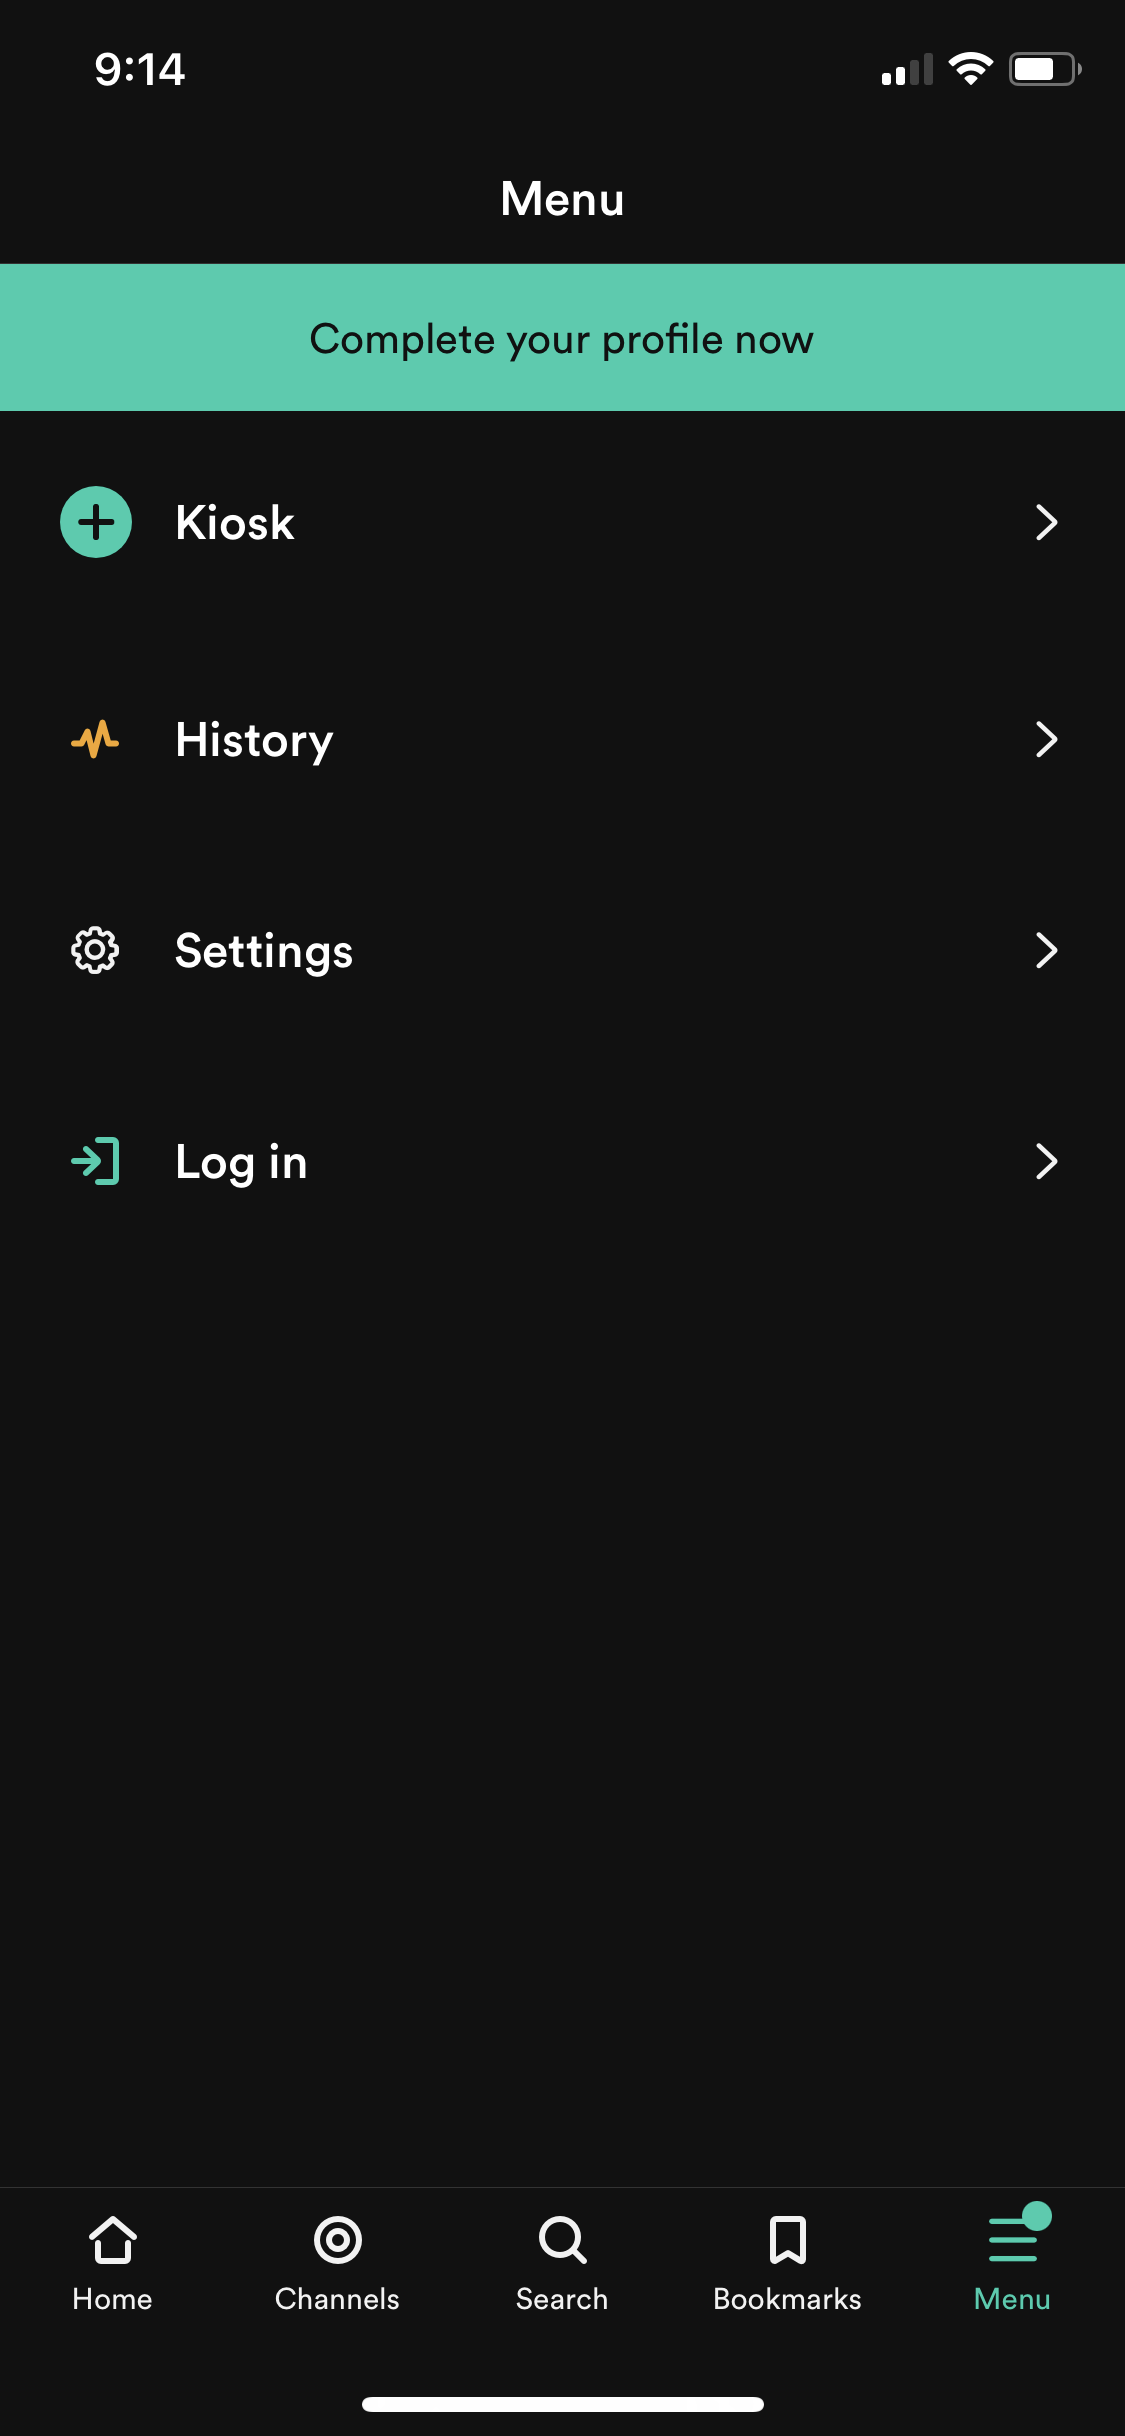 9:14
Menu
Complete your profile now
Kiosk
History
Settings
Log in
Home
Channels
Search
Bookmarks
Menu